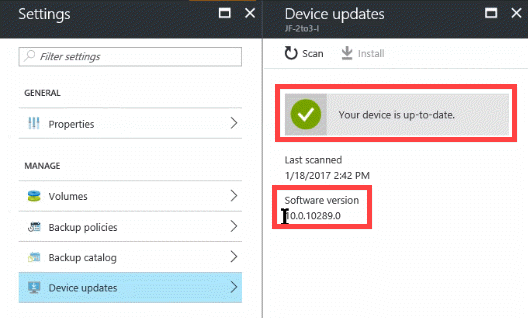 Settings
Filter settings
GENERAL
Properties
MANAGE
Volumes
Backup policies
Backup catalog
Device updates
Device updates
JF-2to3-I
Scan
Install
Your device is up-to-date.
Last scanned
1/18/2017 2:42 PM
Software version
10.0.10289.0